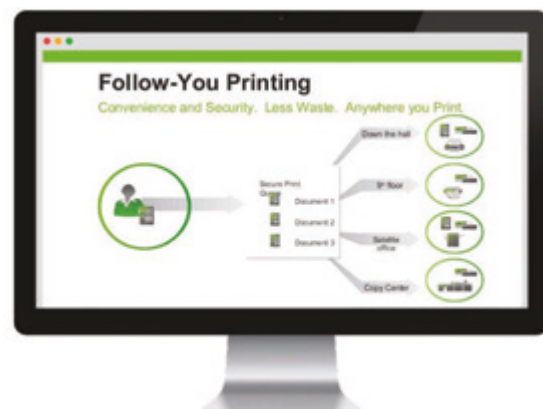 Follow-You Printing
Convenience and Security. Less Waste. Anywhere you Print.
Down the hall
Secure Print
Document 1
floor
Document 2
Document 3
Satellite
office
Copy Center